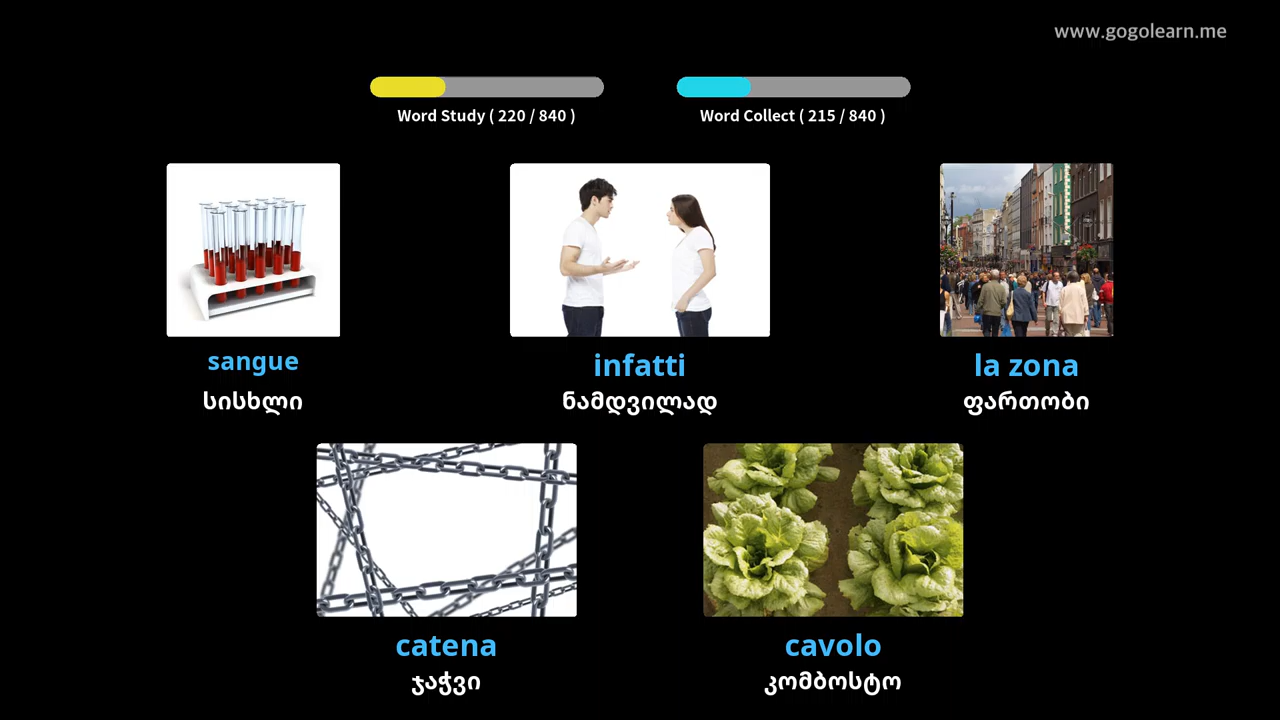 www.gogolearn.me
Word Study ( 220 / 840 )
Word Collect ( 215 / 840 )
sangue
სისხლი
infatti
ნამდვილად
la zona
ფართობი
catena
ჯაჭვი
cavolo
კომბოსტო